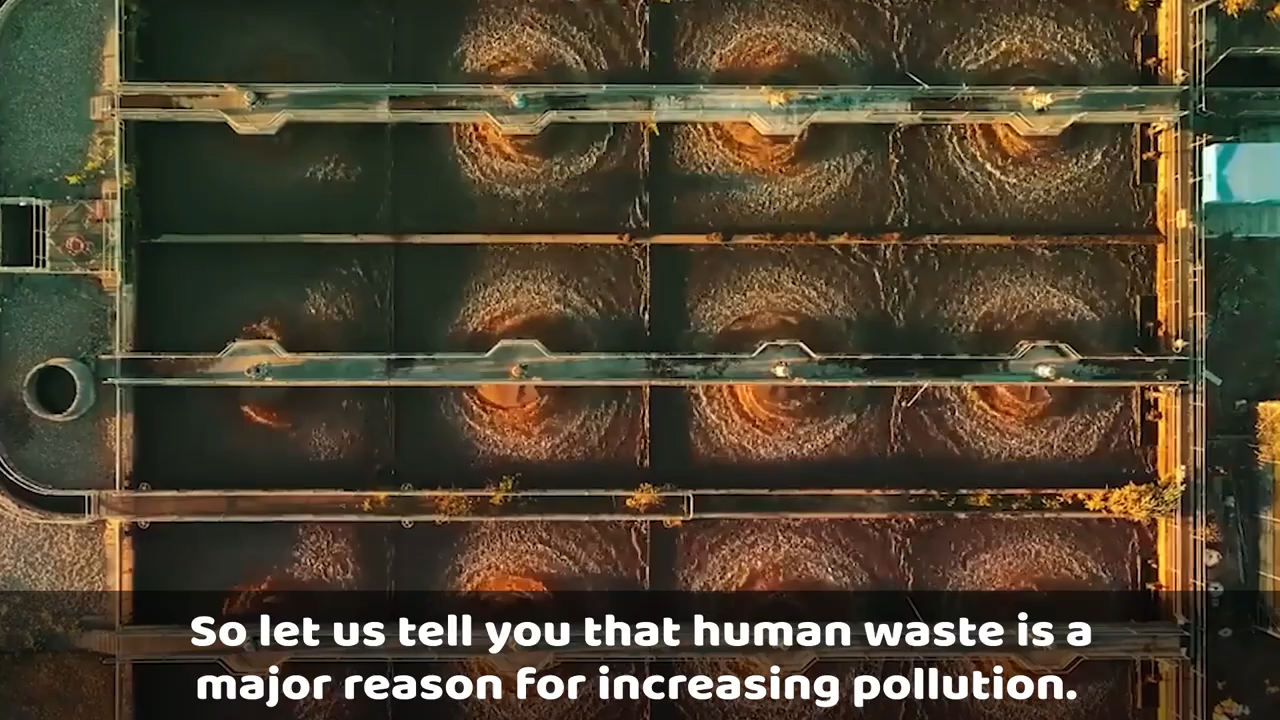 So let us tell you that human waste is a
major reason for increasing pollution.